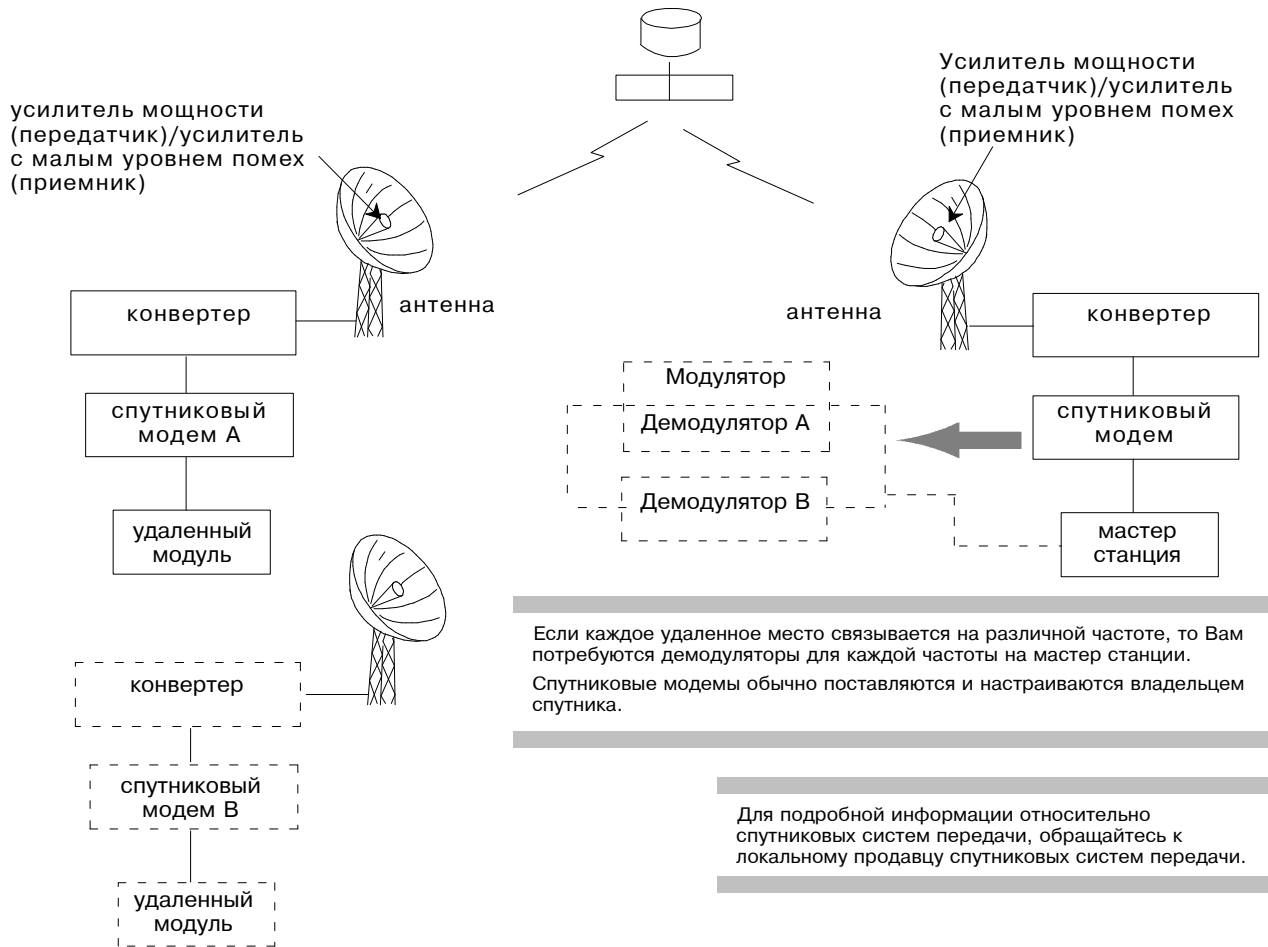 усилитель мощности
(передатчик)/усилитель
с малым уровнем помех
(приемник)
Усилитель мощности
(передатчик)/усилитель
с малым уровнем помех
(приемник)
антенна
конвертер
спутниковый
модем А
удаленный
модуль
антенна
конвертер
спутниковый
модем
мастер
станция
Модулятор
Демодулятор А
Демодулятор В
Если каждое удаленное место связывается на различной частоте, то Вам
потребуются демодуляторы для каждой частоты на мастер станции.
Спутниковые модемы обычно поставляются и настраиваются владельцем
спутника.
конвертер
спутниковый
модем В
удаленный
модуль
Для подробной информации относительно
спутниковых систем передачи, обращайтесь к
локальному продавцу спутниковых систем передачи.